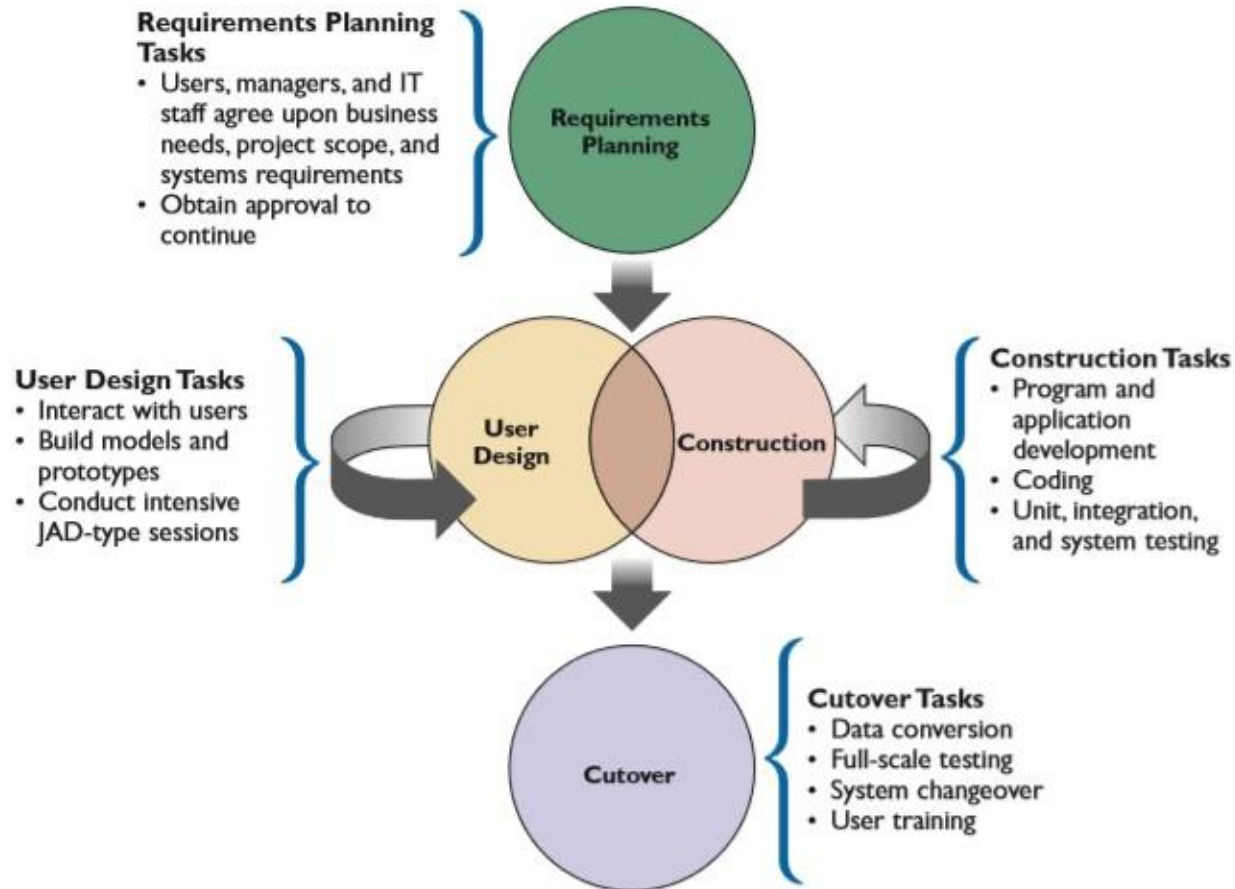 Requirements Planning
Tasks
• Users, managers, and IT
staff agree upon business
needs, project scope, and
systems requirements
• Obtain approval to
continue
Requirements
Planning
User Design Tasks
• Interact with users
• Build models and
prototypes
• Conduct intensive
JAD-type sessions
User
Design
Construction
Construction Tasks
• Program and
application
development
• Coding
• Unit, integration,
and system testing
Cutover
Cutover Tasks
• Data conversion
• Full-scale testing
• System changeover
• User training